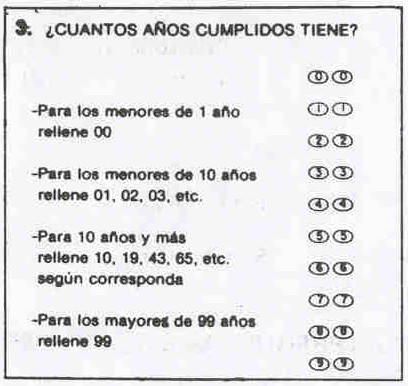 3. ¿CUANTOS AÑOS CUMPLIDOS TIENE?
0 0
-Para los menores de 1 año
rellene 00
1 1
2 2
-Para los menores de 10 años
rellene 01, 02, 03, etc.
3 3
4 4
-Para 10 años y más
rellene 10, 19, 43, 65, etc.
según corresponda
5 5
6 6
7 7
-Para los mayores de 99 años
rellene 99
8 8
9 9